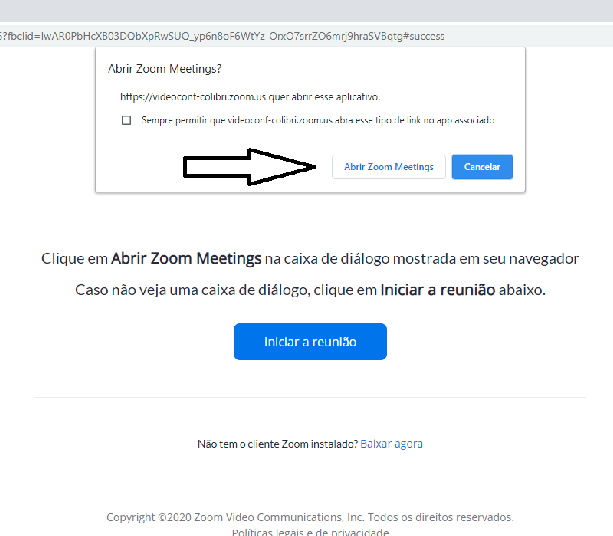 5?fbclid=IwAR0PbHcXB03DObXpRwSUO_yp6n8oF6WtYz-OrxO7srrZO6mrj9hraSVBqtg#success
Abrir Zoom Meetings?
https://videoconf-colibri.zoom.us quer abrir esse aplicativo.
Sempre permitir que videoconf-colibri.zoom.us abra esse tipo de link no app associado
Abrir Zoom Meetings
Cancelar
Clique em Abrir Zoom Meetings na caixa de diálogo mostrada em seu navegador
Caso não veja uma caixa de diálogo, clique em Iniciar a reunião abaixo.
Iniciar a reunião
Não tem o cliente Zoom instalado? Baixar agora
Copyright ©2020 Zoom Video Communications, Inc. Todos os direitos reservados.
Políticas legais e de privacidade